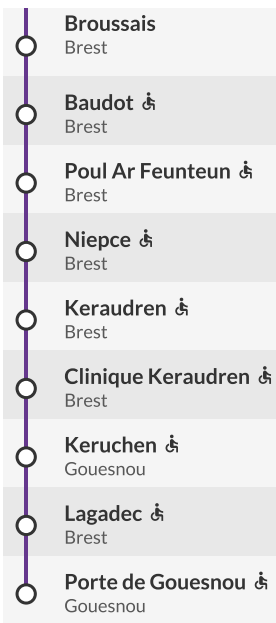 Broussais
Brest
Baudot
Brest
Poul Ar Feunteun
Brest
Niepce
Brest
Keraudren
Brest
Clinique Keraudren
Brest
Keruchen
Gouesnou
Lagadec
Brest
Porte de Gouesnou
Gouesnou